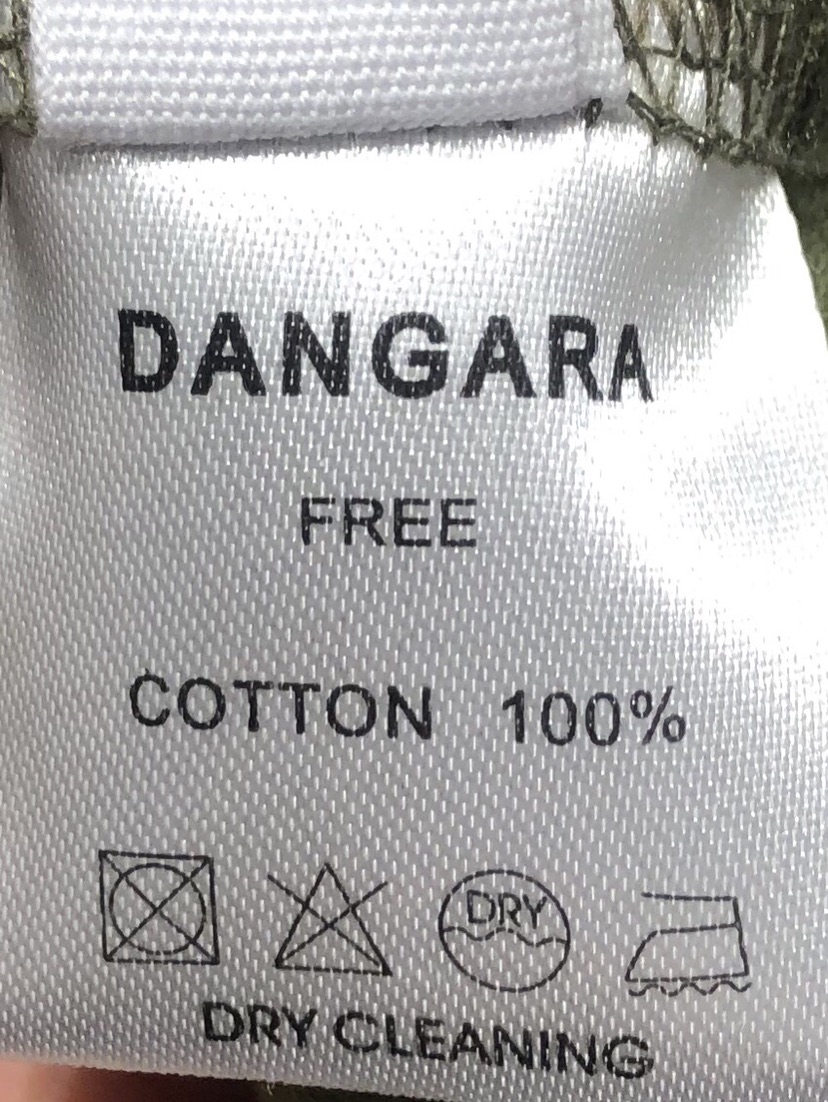 DANGARA
FREE
COTTON 100%
DRY
DRY CLEANING